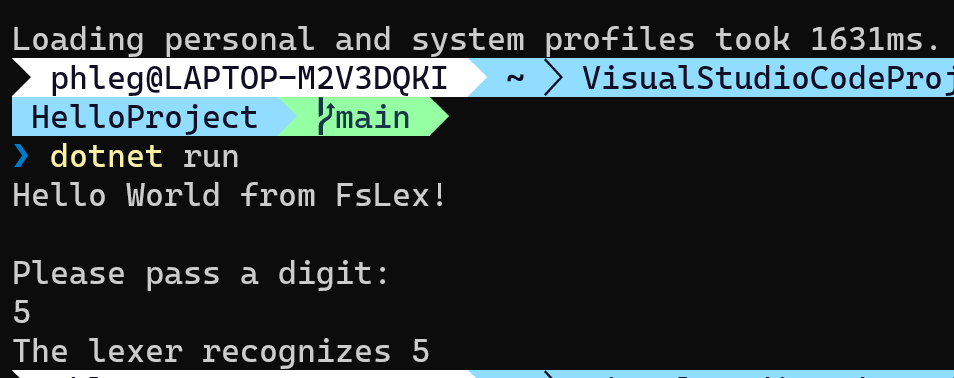 Loading personal and system profiles took 1631ms.
phleg@LAPTOP-M2V3DQKI ~ VisualStudioCodeProj
HelloProject main
❯ dotnet run
Hello World from FsLex!
Please pass a digit:
5
The lexer recognizes 5